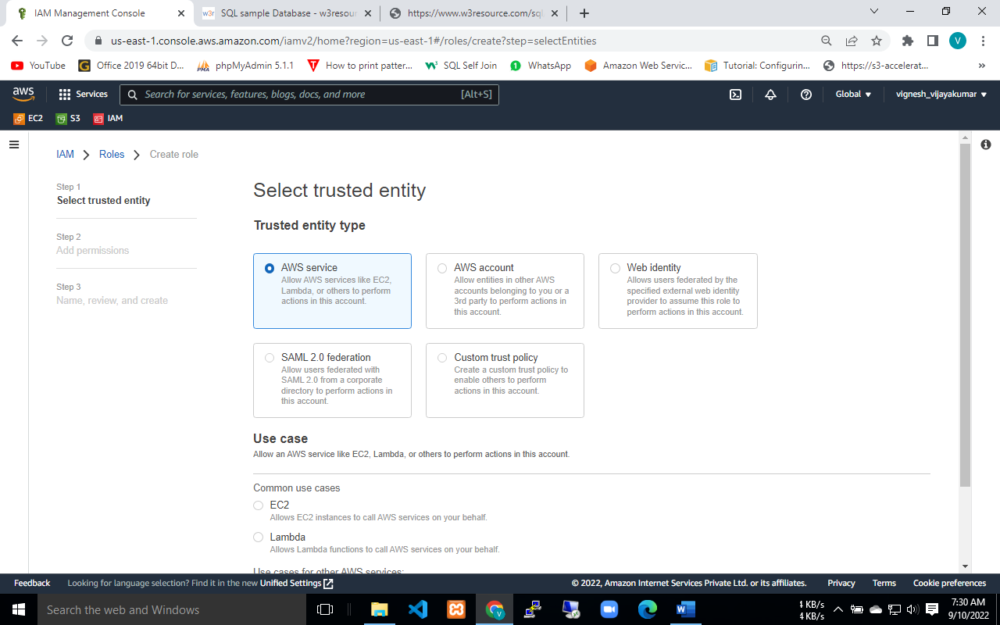 IAM Management Console
w3r
SQL sample Database - w3resour
https://www.w3resource.com/sql
us-east-1.console.aws.amazon.com/iamv2/home?region=us-east-1#/roles/create?step=selectEntities
V
YouTube
Office 2019 64bit D...
phpMyAdmin 5.1.1
How to print patter...
SQL Self Join
WhatsApp
Amazon Web Servic...
Tutorial: Configurin...
https://s3-accelerat...
»
aws
Services
Search for services, features, blogs, docs, and more [Alt+S]
Global
vignesh_vijayakumar
EC2
S3
IAM
IAM
Roles
Create role
Step 1
Select trusted entity
Step 2
Add permissions
Step 3
Name, review, and create
Select trusted entity
Trusted entity type
AWS service
Allow AWS services like EC2,
Lambda, or others to perform
actions in this account.
AWS account
Allow entities in other AWS
accounts belonging to you or a
3rd party to perform actions in
this account.
Web identity
Allows users federated by the
specified external web identity
provider to assume this role to
perform actions in this account.
SAML 2.0 federation
Allow users federated with
SAML 2.0 from a corporate
directory to perform actions in
this account.
Custom trust policy
Create a custom trust policy to
enable others to perform
actions in this account.
Use case
Allow an AWS service like EC2, Lambda, or others to perform actions in this account.
Common use cases
EC2
Allows EC2 instances to call AWS services on your behalf.
Lambda
Allows Lambda functions to call AWS services on your behalf.
Use cases for other AWS services:
Feedback
Looking for language selection? Find it in the new Unified Settings
© 2022, Amazon Internet Services Private Ltd. or its affiliates.
Privacy
Terms
Cookie preferences
Search the web and Windows
KB/s
KB/s
7:30 AM
9/10/2022